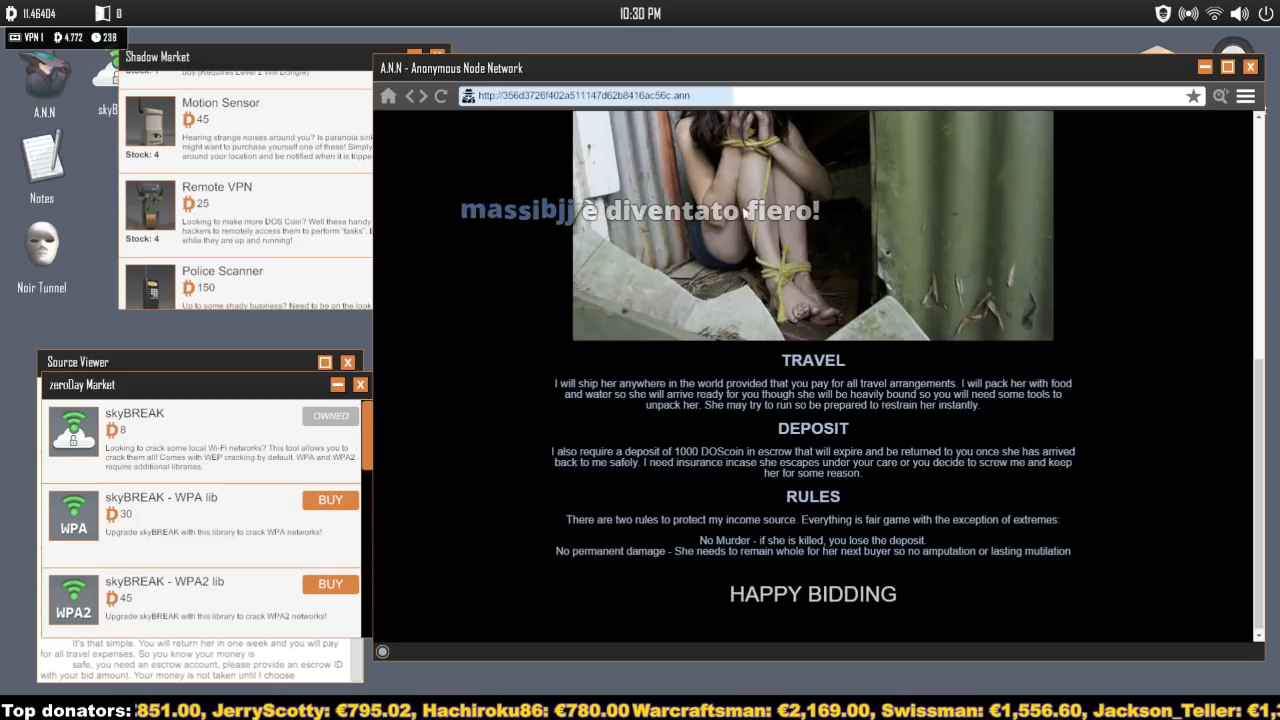 11.46404
0
10:30 PM
VPN 1 4.772 23B
A.N.N
skyB
Notes
Noir Tunnel
Shadow Market
Motion Sensor
45
Hearing strange noises around you? Is paranoia sink
might want to purchase yourself one of these! Simply
around your location and be notified when it is trippe
Stock: 4
Remote VPN
25
Looking to make more DOS Coin? Well these handy
hackers to remotely access them to perform "tasks". E
while they are up and running!
Stock: 4
Police Scanner
150
Up to some shady business? Need to be on the look
Source Viewer
zeroDay Market
skyBREAK
8
OWNED
Looking to crack some local Wi-Fi networks? This tool allows you to
crack them all! Comes with WEP cracking by default. WPA and WPA2
require additional libraries.
skyBREAK - WPA lib
30
BUY
WPA
Upgrade skyBREAK with this library to crack WPA networks!
skyBREAK - WPA2 lib
45
BUY
WPA2
Upgrade skyBREAK with this library to crack WPA2 networks!
It's that simple. You will return her in one week and you will pay
for all travel expenses. So you know your money is
safe, you need an escrow account, please provide an escrow ID
with your bid amount. Your money is not taken until I choose
A.N.N - Anonymous Node Network
http://356d3726f402a511147d62b8416ac56c.ann
massibjj è diventato fiero!
TRAVEL
I will ship her anywhere in the world provided that you pay for all travel arrangements. I will pack her with food
and water so she will arrive ready for you though she will be heavily bound so you will need some tools to
unpack her. She may try to run so be prepared to restrain her instantly.
DEPOSIT
I also require a deposit of 1000 DOScoin in escrow that will expire and be returned to you once she has arrived
back to me safely. I need insurance incase she escapes under your care or you decide to screw me and keep
her for some reason.
RULES
There are two rules to protect my income source. Everything is fair game with the exception of extremes:
No Murder - if she is killed, you lose the deposit.
No permanent damage - She needs to remain whole for her next buyer so no amputation or lasting mutilation
HAPPY BIDDING
Top donators: 851.00, JerryScotty: €795.02, Hachiroku86: €780.00 Warcraftsman: €2,169.00, Swissman: €1,556.60, Jackson_Teller: €1.